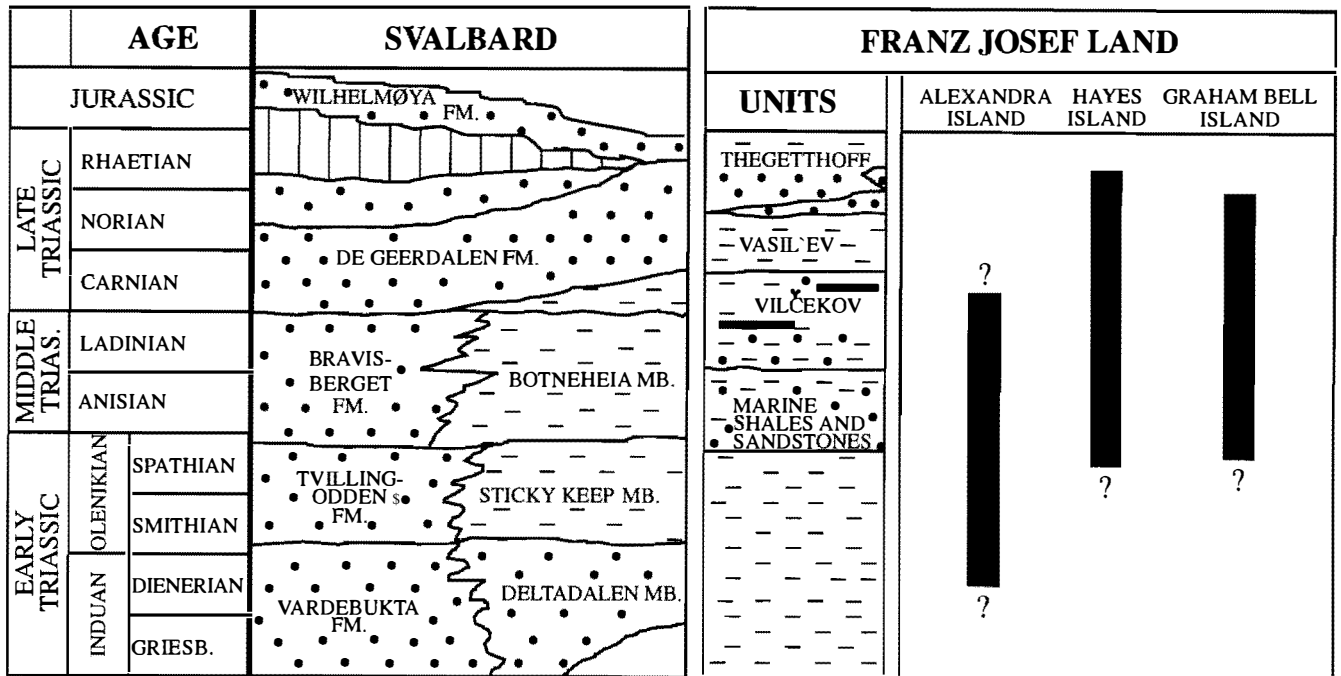 AGE
SVALBARD
FRANZ JOSEF LAND
UNITS
ALEXANDRA
ISLAND
HAYES
ISLAND
GRAHAM BELL
ISLAND
JURASSIC
LATE
TRIASSIC
RHAETIAN
NORIAN
CARNIAN
MIDDLE
TRIAS.
LADINIAN
ANISIAN
EARLY
TRIASSIC
OLENIKIAN
SPATHIAN
SMITHIAN
INDUAN
DIENERIAN
GRIESB.
WILHELMØYA
FM.
DE GEERDALEN FM.
BRAVIS-
BERGET
FM.
BOTNEHEIA MB.
TVILLING-
ODDEN $
FM.
STICKY KEEP MB.
VARDEBUKTA
FM.
DELTADALEN MB.
THEGETTHOFF
VASIL`EV
VILČEKOV
MARINE
SHALES AND
SANDSTONES
?
?
?
?